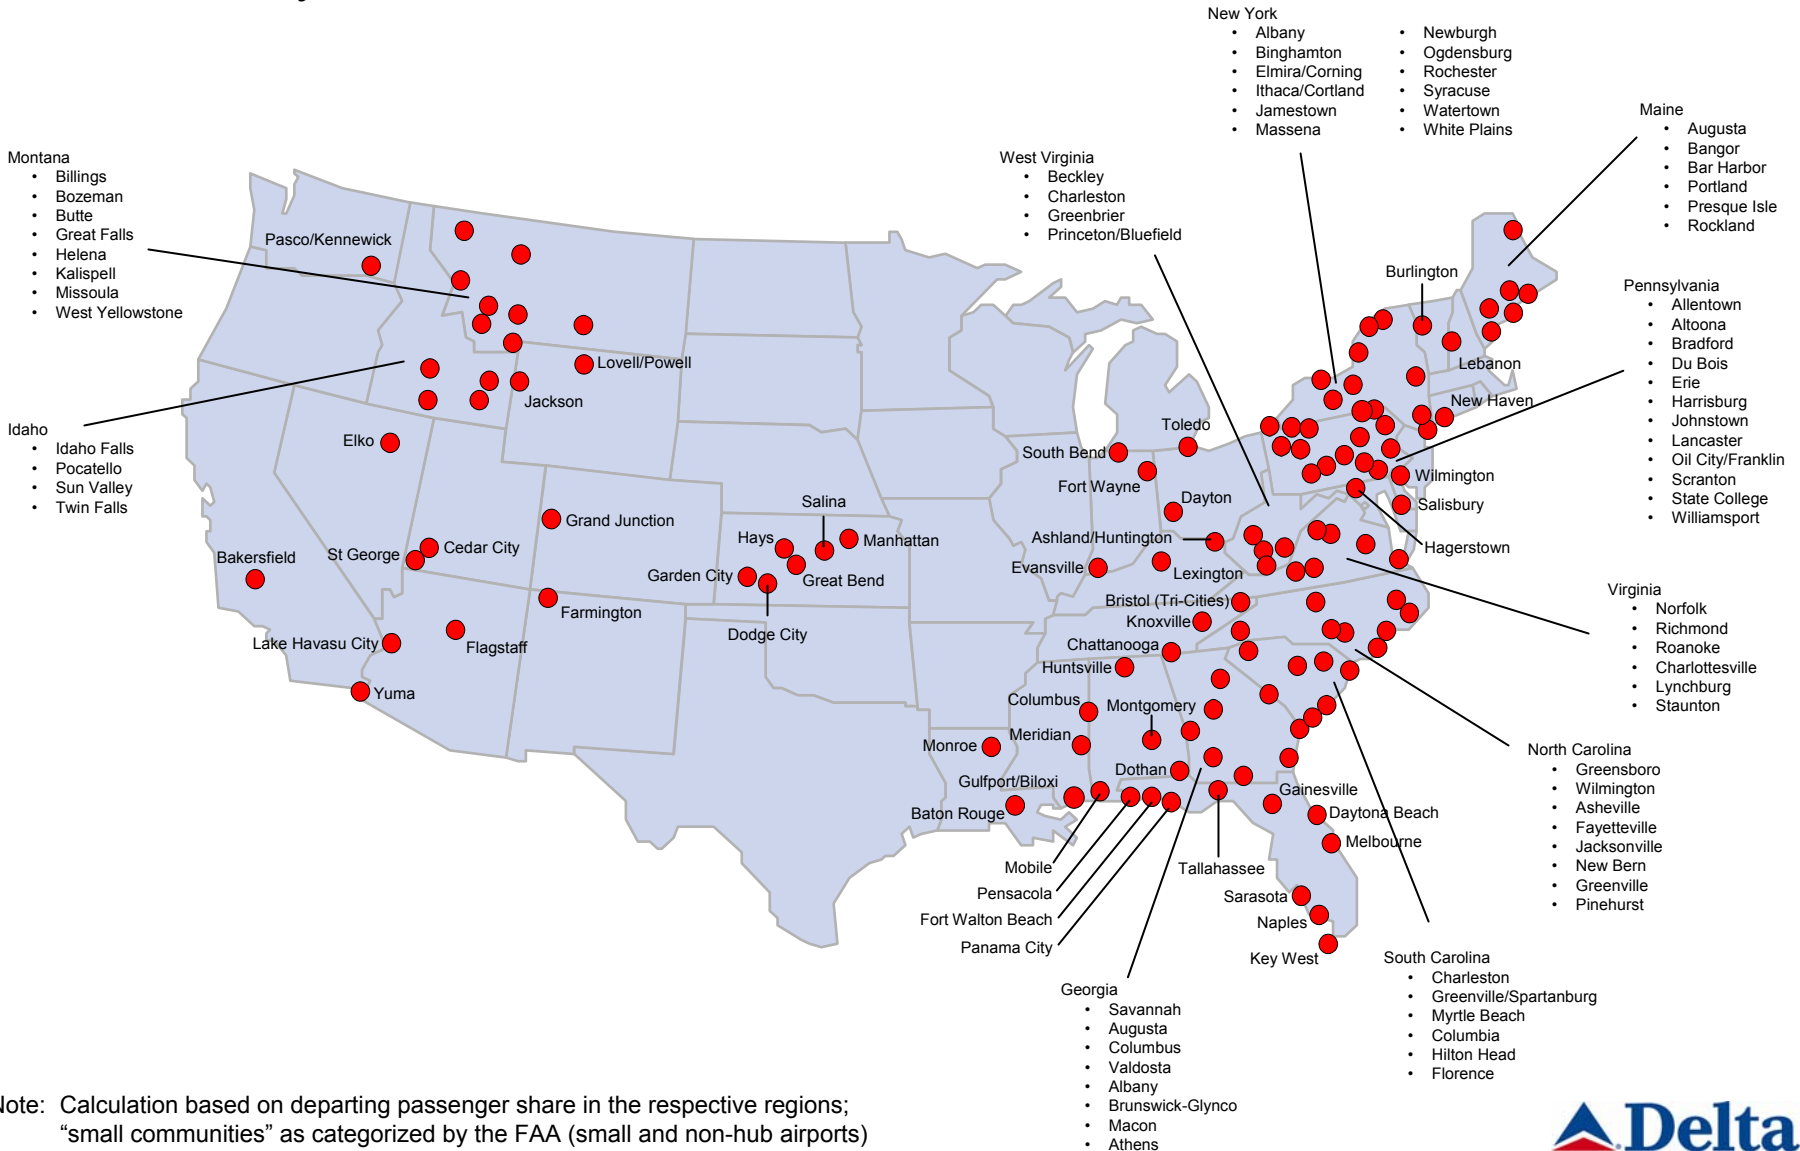 New York
• Albany
• Binghamton
• Elmira/Corning
• Ithaca/Cortland
• Jamestown
• Massena
• Newburgh
• Ogdensburg
• Rochester
• Syracuse
• Watertown
• White Plains
Maine
• Augusta
• Bangor
• Bar Harbor
• Portland
• Presque Isle
• Rockland
Montana
• Billings
• Bozeman
• Butte
• Great Falls
• Helena
• Kalispell
• Missoula
• West Yellowstone
West Virginia
• Beckley
• Charleston
• Greenbrier
• Princeton/Bluefield
Pasco/Kennewick
Burlington
Pennsylvania
• Allentown
• Altoona
• Bradford
• Du Bois
• Erie
• Harrisburg
• Johnstown
• Lancaster
• Oil City/Franklin
• Scranton
• State College
• Williamsport
Lovell/Powell
Lebanon
Jackson
New Haven
Idaho
• Idaho Falls
• Pocatello
• Sun Valley
• Twin Falls
Elko
Toledo
South Bend
Fort Wayne
Wilmington
Dayton
Salisbury
Salina
Grand Junction
Hays
Manhattan
Ashland/Huntington
Hagerstown
St George
Cedar City
Bakersfield
Garden City
Great Bend
Evansville
Lexington
Virginia
• Norfolk
• Richmond
• Roanoke
• Charlottesville
• Lynchburg
• Staunton
Bristol (Tri-Cities)
Farmington
Knoxville
Dodge City
Lake Havasu City
Flagstaff
Chattanooga
Huntsville
Yuma
Columbus
Montgomery
Meridian
Monroe
North Carolina
• Greensboro
• Wilmington
• Asheville
• Fayetteville
• Jacksonville
• New Bern
• Greenville
• Pinehurst
Dothan
Gulfport/Biloxi
Gainesville
Baton Rouge
Daytona Beach
Melbourne
Mobile
Tallahassee
Pensacola
Sarasota
Fort Walton Beach
Naples
Panama City
Key West
South Carolina
• Charleston
• Greenville/Spartanburg
• Myrtle Beach
• Columbia
• Hilton Head
• Florence
Georgia
• Savannah
• Augusta
• Columbus
• Valdosta
• Albany
• Brunswick-Glynco
• Macon
• Athens
Note: Calculation based on departing passenger share in the respective regions;
“small communities” as categorized by the FAA (small and non-hub airports)
Delta